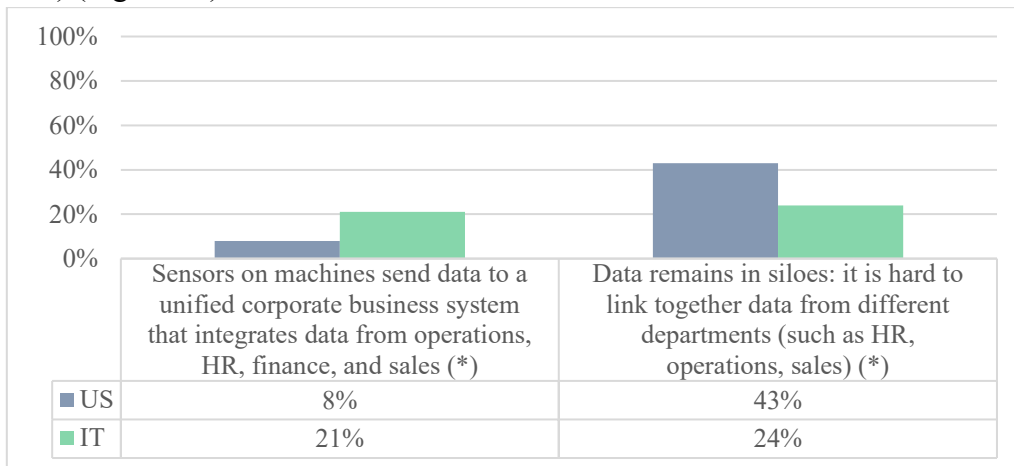 100%
80%
60%
40%
20%
0%
Sensors on machines send data to a
unified corporate business system
that integrates data from operations,
HR, finance, and sales (*)
Data remains in siloes: it is hard to
link together data from different
departments (such as HR,
operations, sales) (*)
US 8% 43%
IT 21% 24%